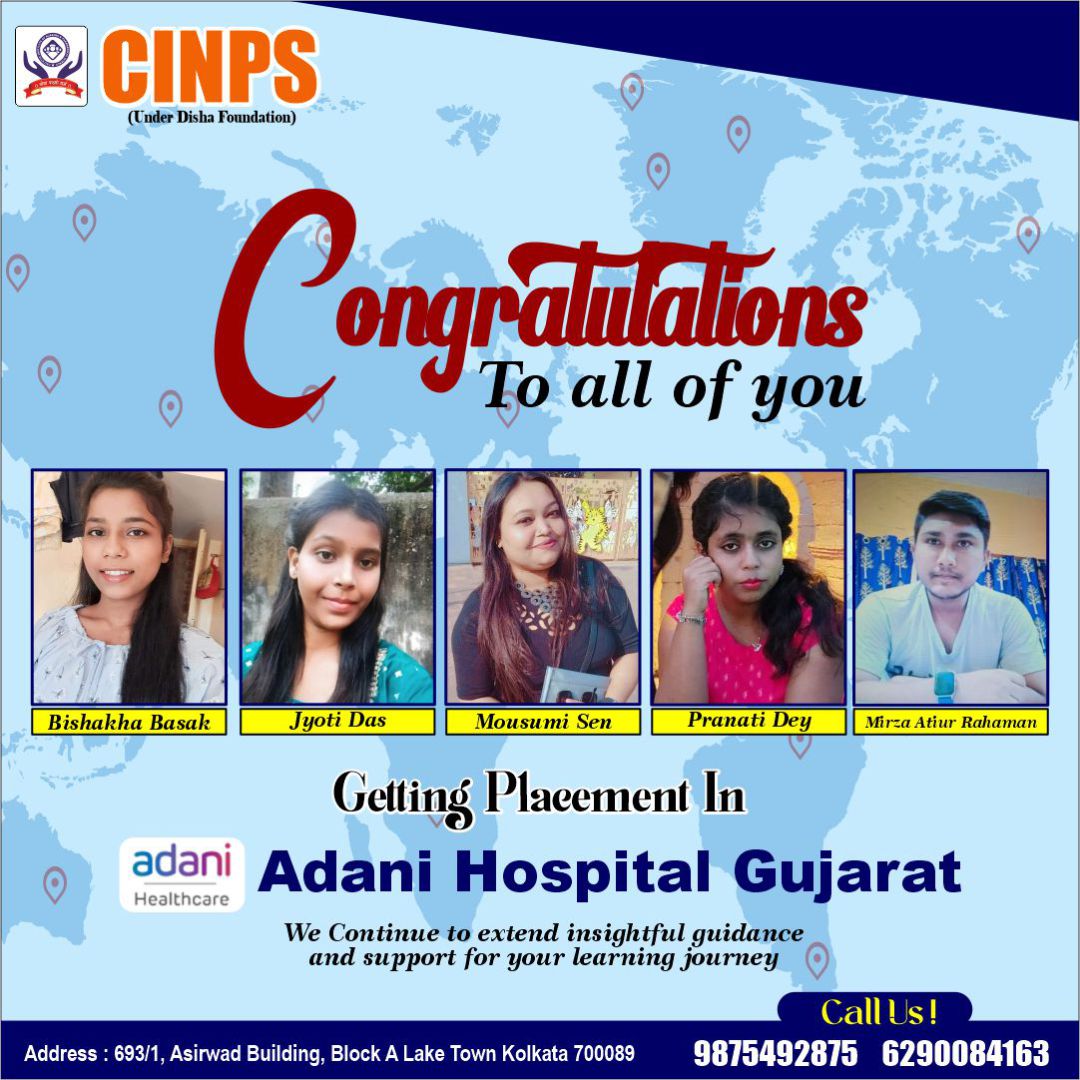 CINPS
(Under Disha Foundation)
Congratulations
To all of you
Bishakha Basak
Jyoti Das
Mousumi Sen
Pranati Dey
Mirza Atiur Rahaman
Getting Placement In
adani
Healthcare
Adani Hospital Gujarat
We Continue to extend insightful guidance
and support for your learning journey
Call Us!
Address : 693/1, Asirwad Building, Block A Lake Town Kolkata 700089
9875492875 6290084163